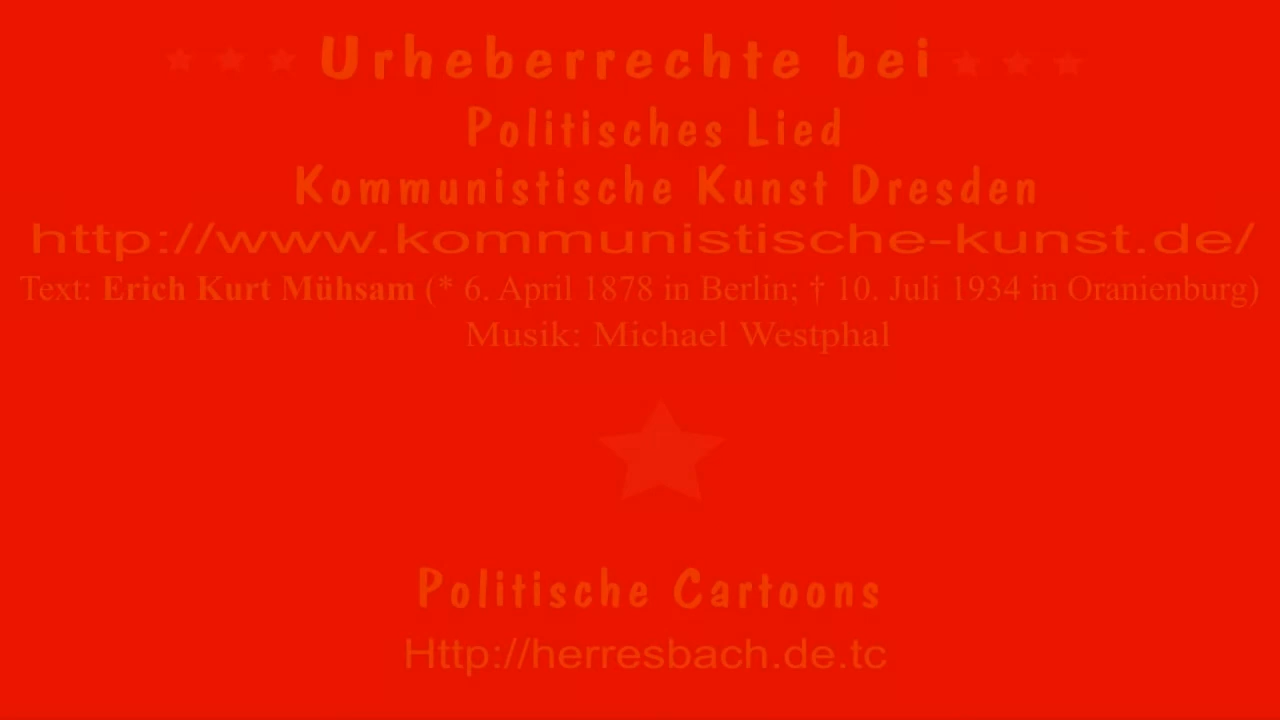 Urheberrechte bei
Politisches Lied
Kommunistische Kunst Dresden
http://www.kommunistische-kunst.de/
Text: Erich Kurt Mühsam (* 6. April 1878 in Berlin; † 10. Juli 1934 in Oranienburg)
Musik: Michael Westphal
Politische Cartoons
Http://herresbach.de.tc